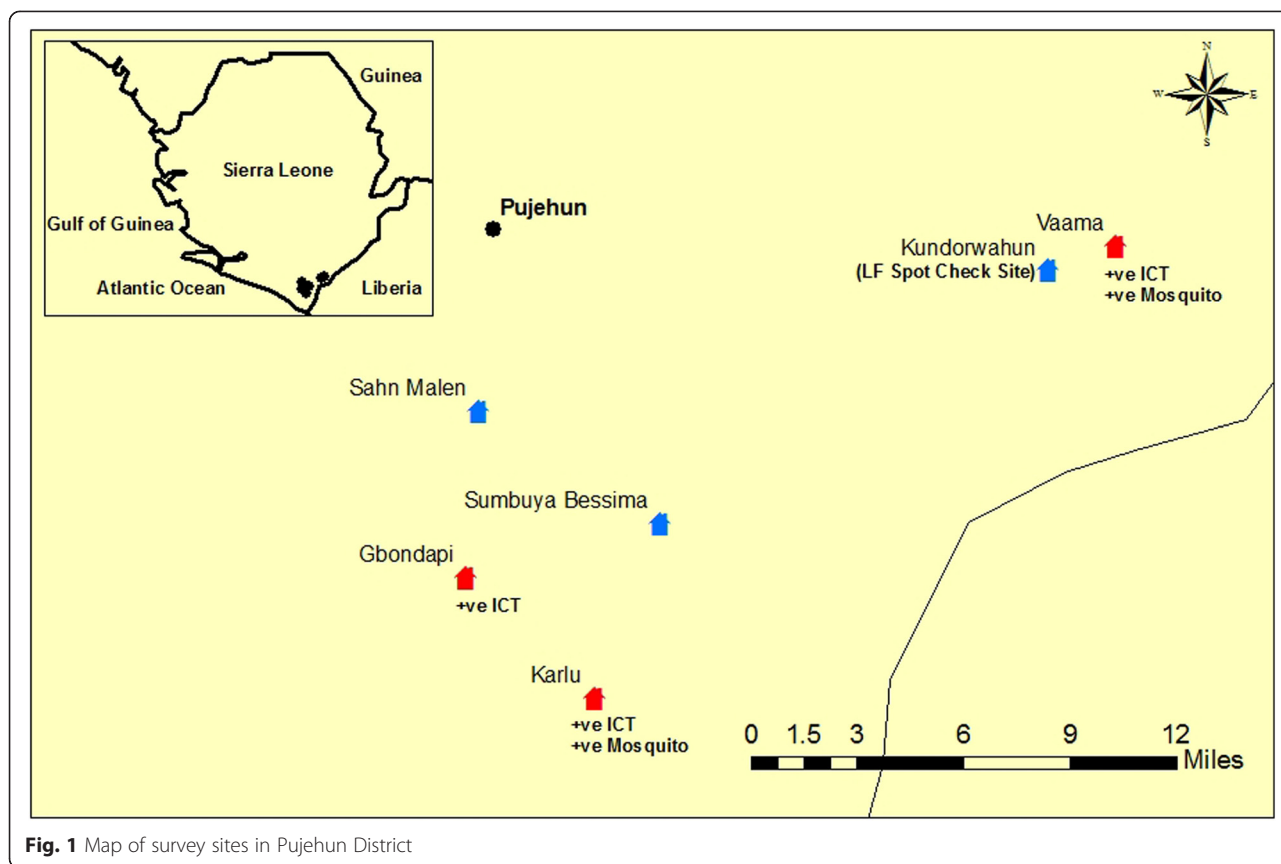 Guinea
Sierra Leone
Gulf of Guinea
Atlantic Ocean
Liberia
N
W
E
S
Pujehun
Vaama
Kundorwahun
(LF Spot Check Site)
+ve ICT
+ve Mosquito
Sahn Malen
Sumbuya Bessima
Gbondapi
+ve ICT
Karlu
+ve ICT
+ve Mosquito
0 1.5 3 6 9 12
Miles
Fig. 1 Map of survey sites in Pujehun District